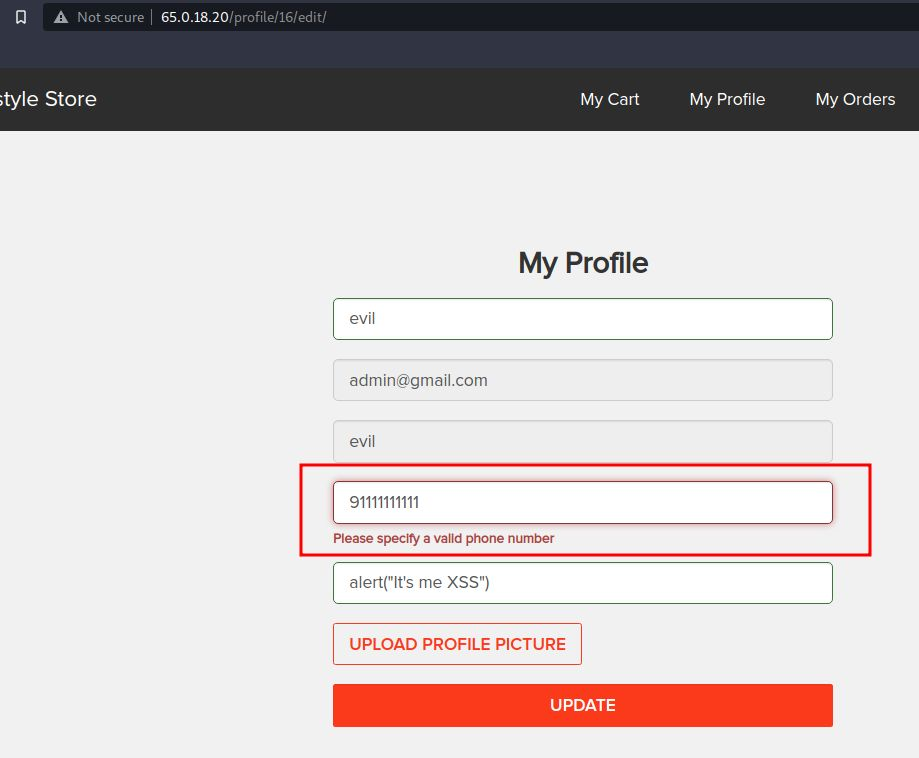 Not secure 65.0.18.20/profile/16/edit/
style Store My Cart My Profile My Orders
My Profile
evil
admin@gmail.com
evil
91111111111
Please specify a valid phone number
alert("It's me XSS")
UPLOAD PROFILE PICTURE
UPDATE